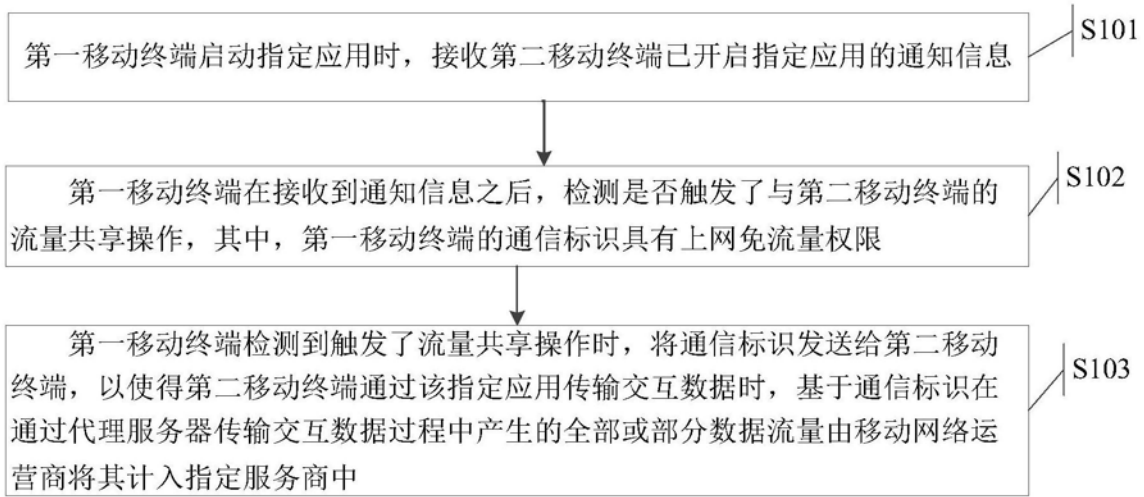 第一移动终端启动指定应用时，接收第二移动终端已开启指定应用的通知信息
S101
第一移动终端在接收到通知信息之后，检测是否触发了与第二移动终端的
流量共享操作，其中，第一移动终端的通信标识具有上网免流量权限
S102
第一移动终端检测到触发了流量共享操作时，将通信标识发送给第二移动
终端，以使得第二移动终端通过该指定应用传输交互数据时，基于通信标识在
通过代理服务器传输交互数据过程中产生的全部或部分数据流量由移动网络运
营商将其计入指定服务商中
S103